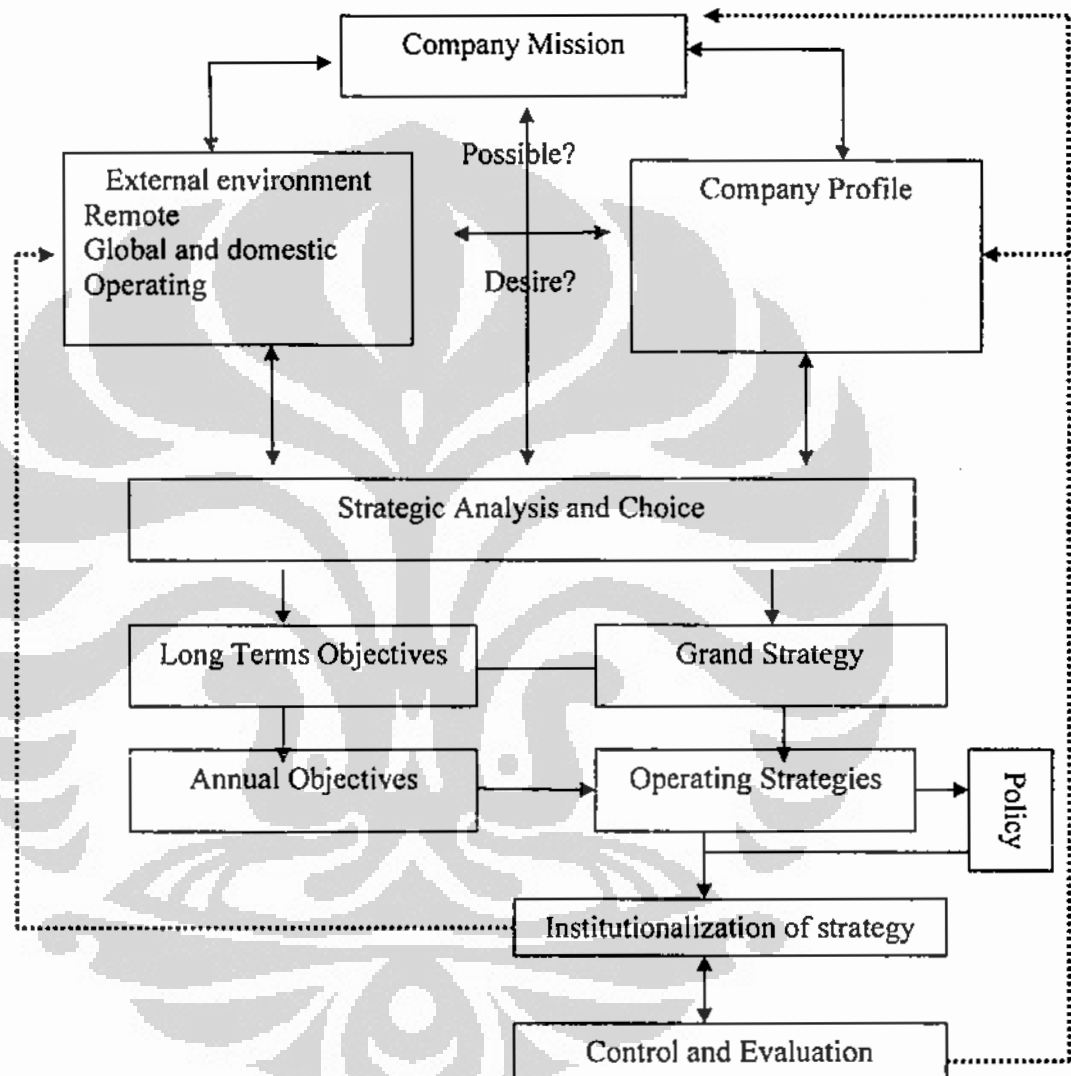 Company Mission
Possible?
External environment
Remote
Global and domestic
Operating
Company Profile
Desire?
Strategic Analysis and Choice
Long Terms Objectives
Grand Strategy
Annual Objectives
Operating Strategies
Policy
Institutionalization of strategy
Control and Evaluation